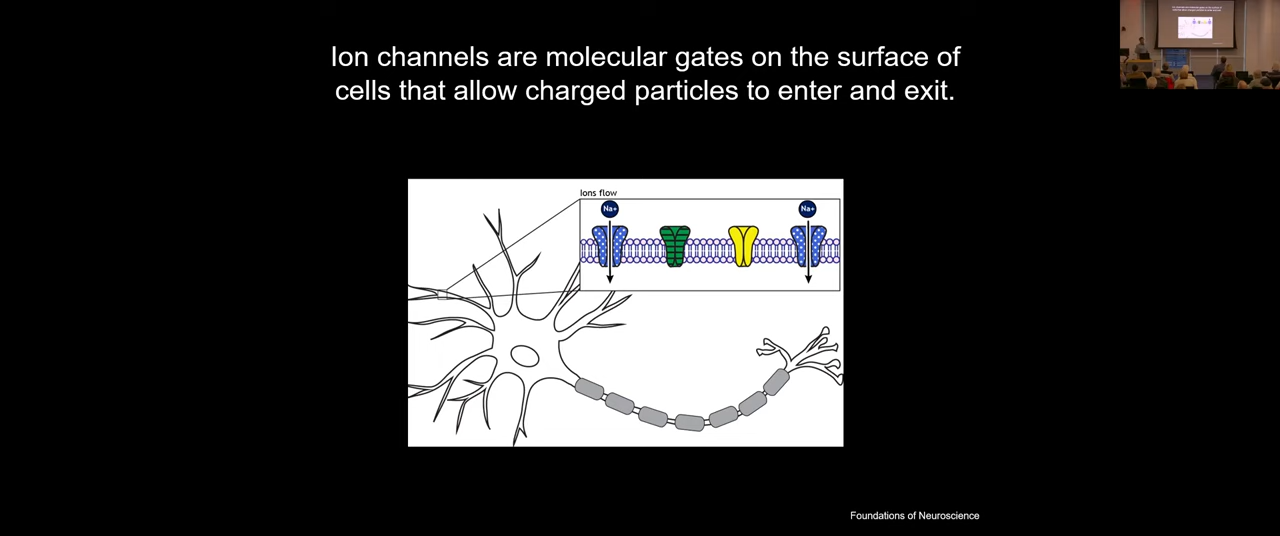 Ion channels are molecular gates on the surface of
cells that allow charged particles to enter and exit.
Ions flow
Na+
Na+
Foundations of Neuroscience